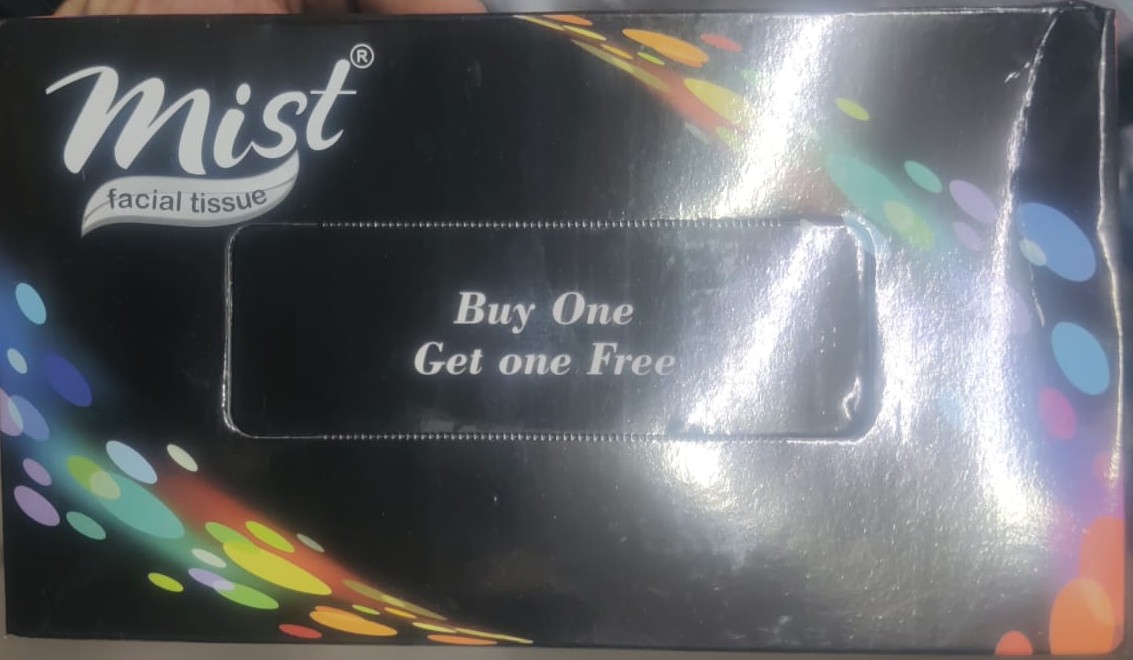 mist®
facial tissue
Buy One
Get one Free